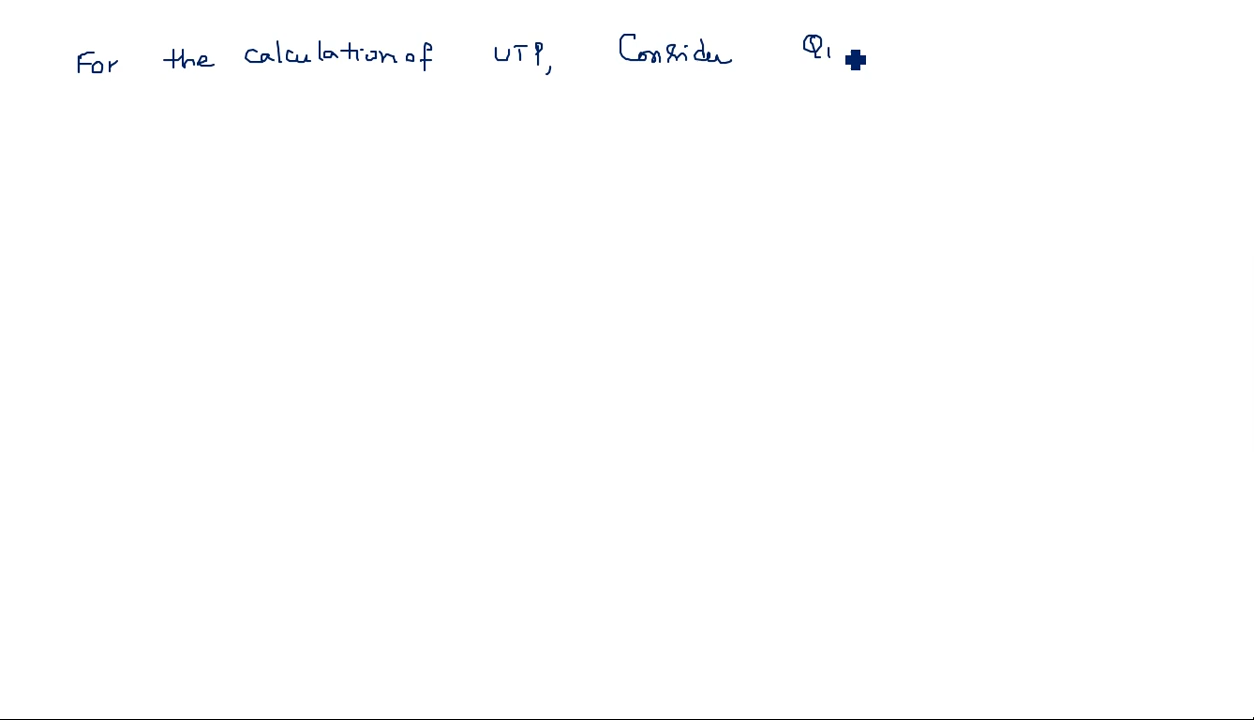 For the calculation of UTP, Consider Q1